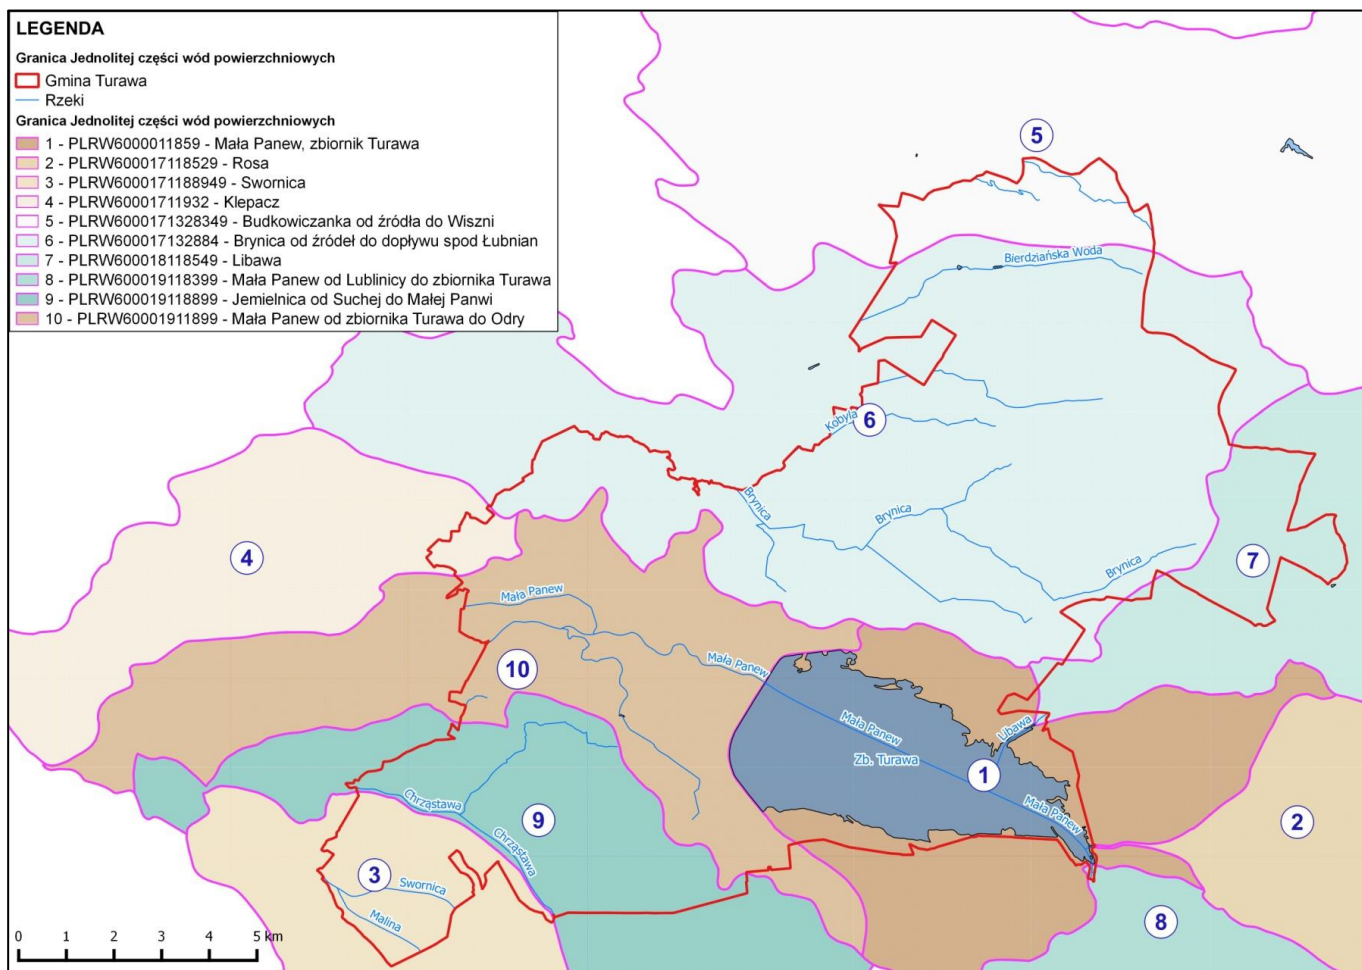 LEGENDA
Granica Jednolitej części wód powierzchniowych
Gmina Turawa
Rzeki
Granica Jednolitej części wód powierzchniowych
1 - PLRW6000011859 - Mała Panew, zbiornik Turawa
2 - PLRW600017118529 - Rosa
3 - PLRW6000171188949 - Swornica
4 - PLRW60001711932 - Klepacz
5 - PLRW6000171328349 - Budkowiczanka od źródła do Wiszni
6 - PLRW600017132884 - Brynica od źródeł do dopływu spod Łubnian
7 - PLRW600018118549 - Libawa
8 - PLRW600019118399 - Mała Panew od Lublinicy do zbiornika Turawa
9 - PLRW600019118899 - Jemielnica od Suchej do Małej Panwi
10 - PLRW60001911899 - Mała Panew od zbiornika Turawa do Odry
5
Bierdziańska Woda
Kobyla
6
Brynica
Brynica
Brynica
4
7
Mała Panew
10
Mała Panew
Mała Panew
Libawa
Zb. Turawa
1
Mała Panew
Chrząstawa
9
Chrząstawa
2
3
Swornica
Malina
8
0 1 2 3 4 5 km